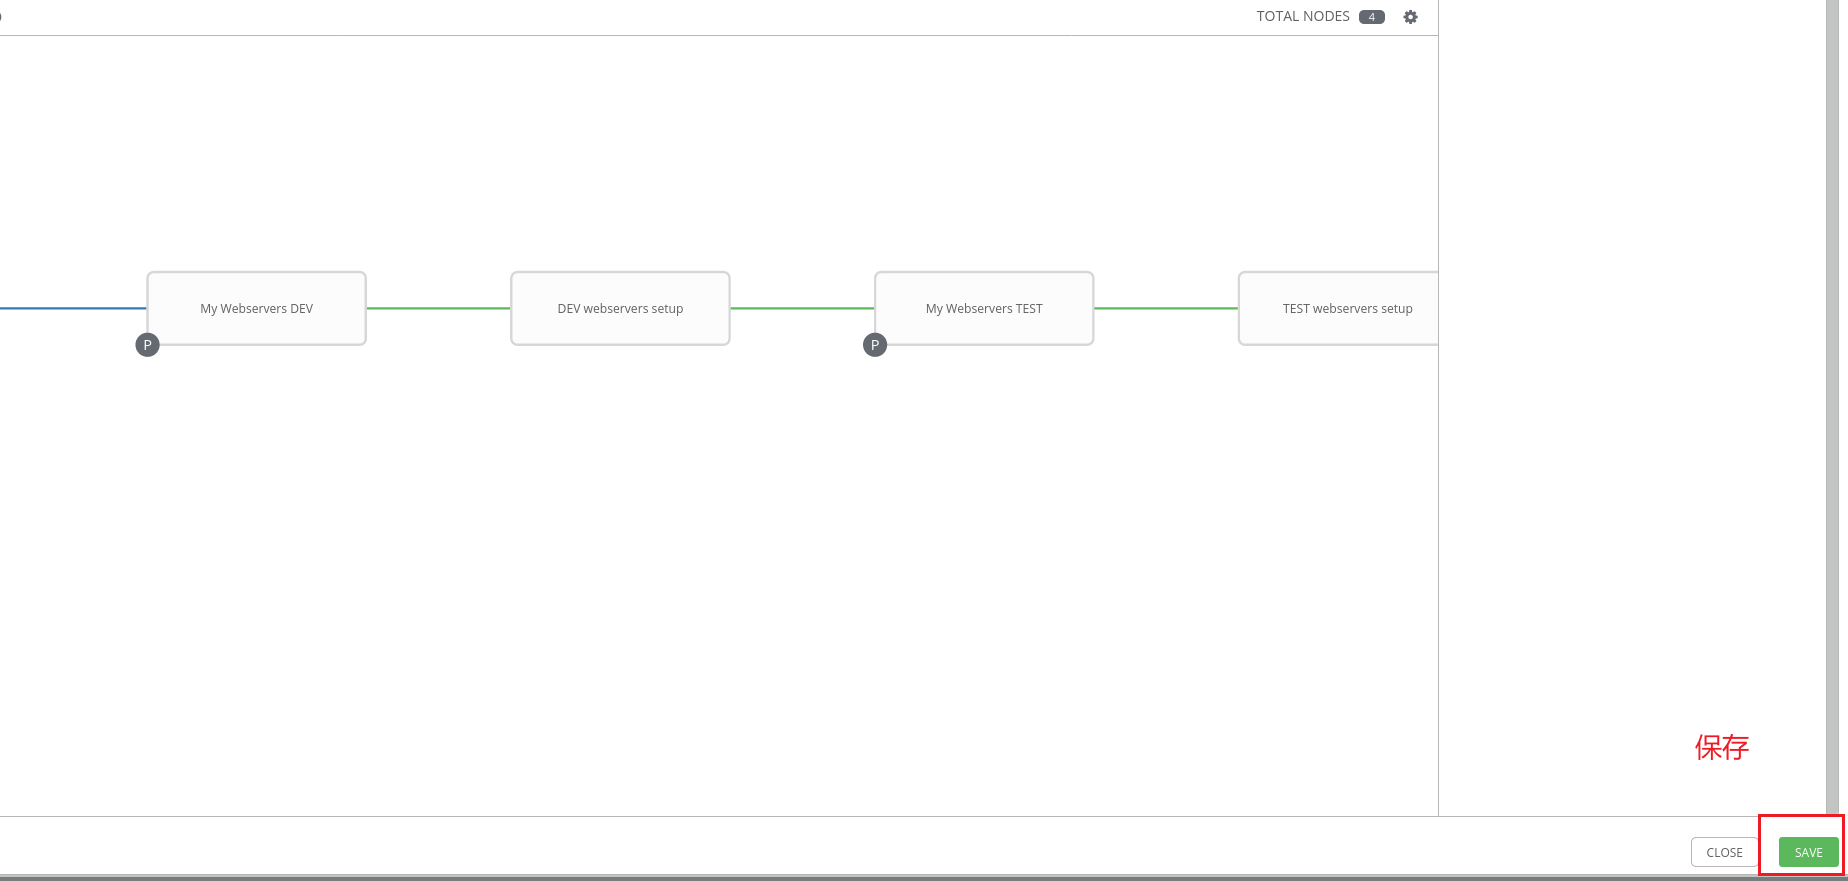 TOTAL NODES 4
My Webservers DEV
DEV webservers setup
My Webservers TEST
TEST webservers setup
P
P
保存
CLOSE
SAVE